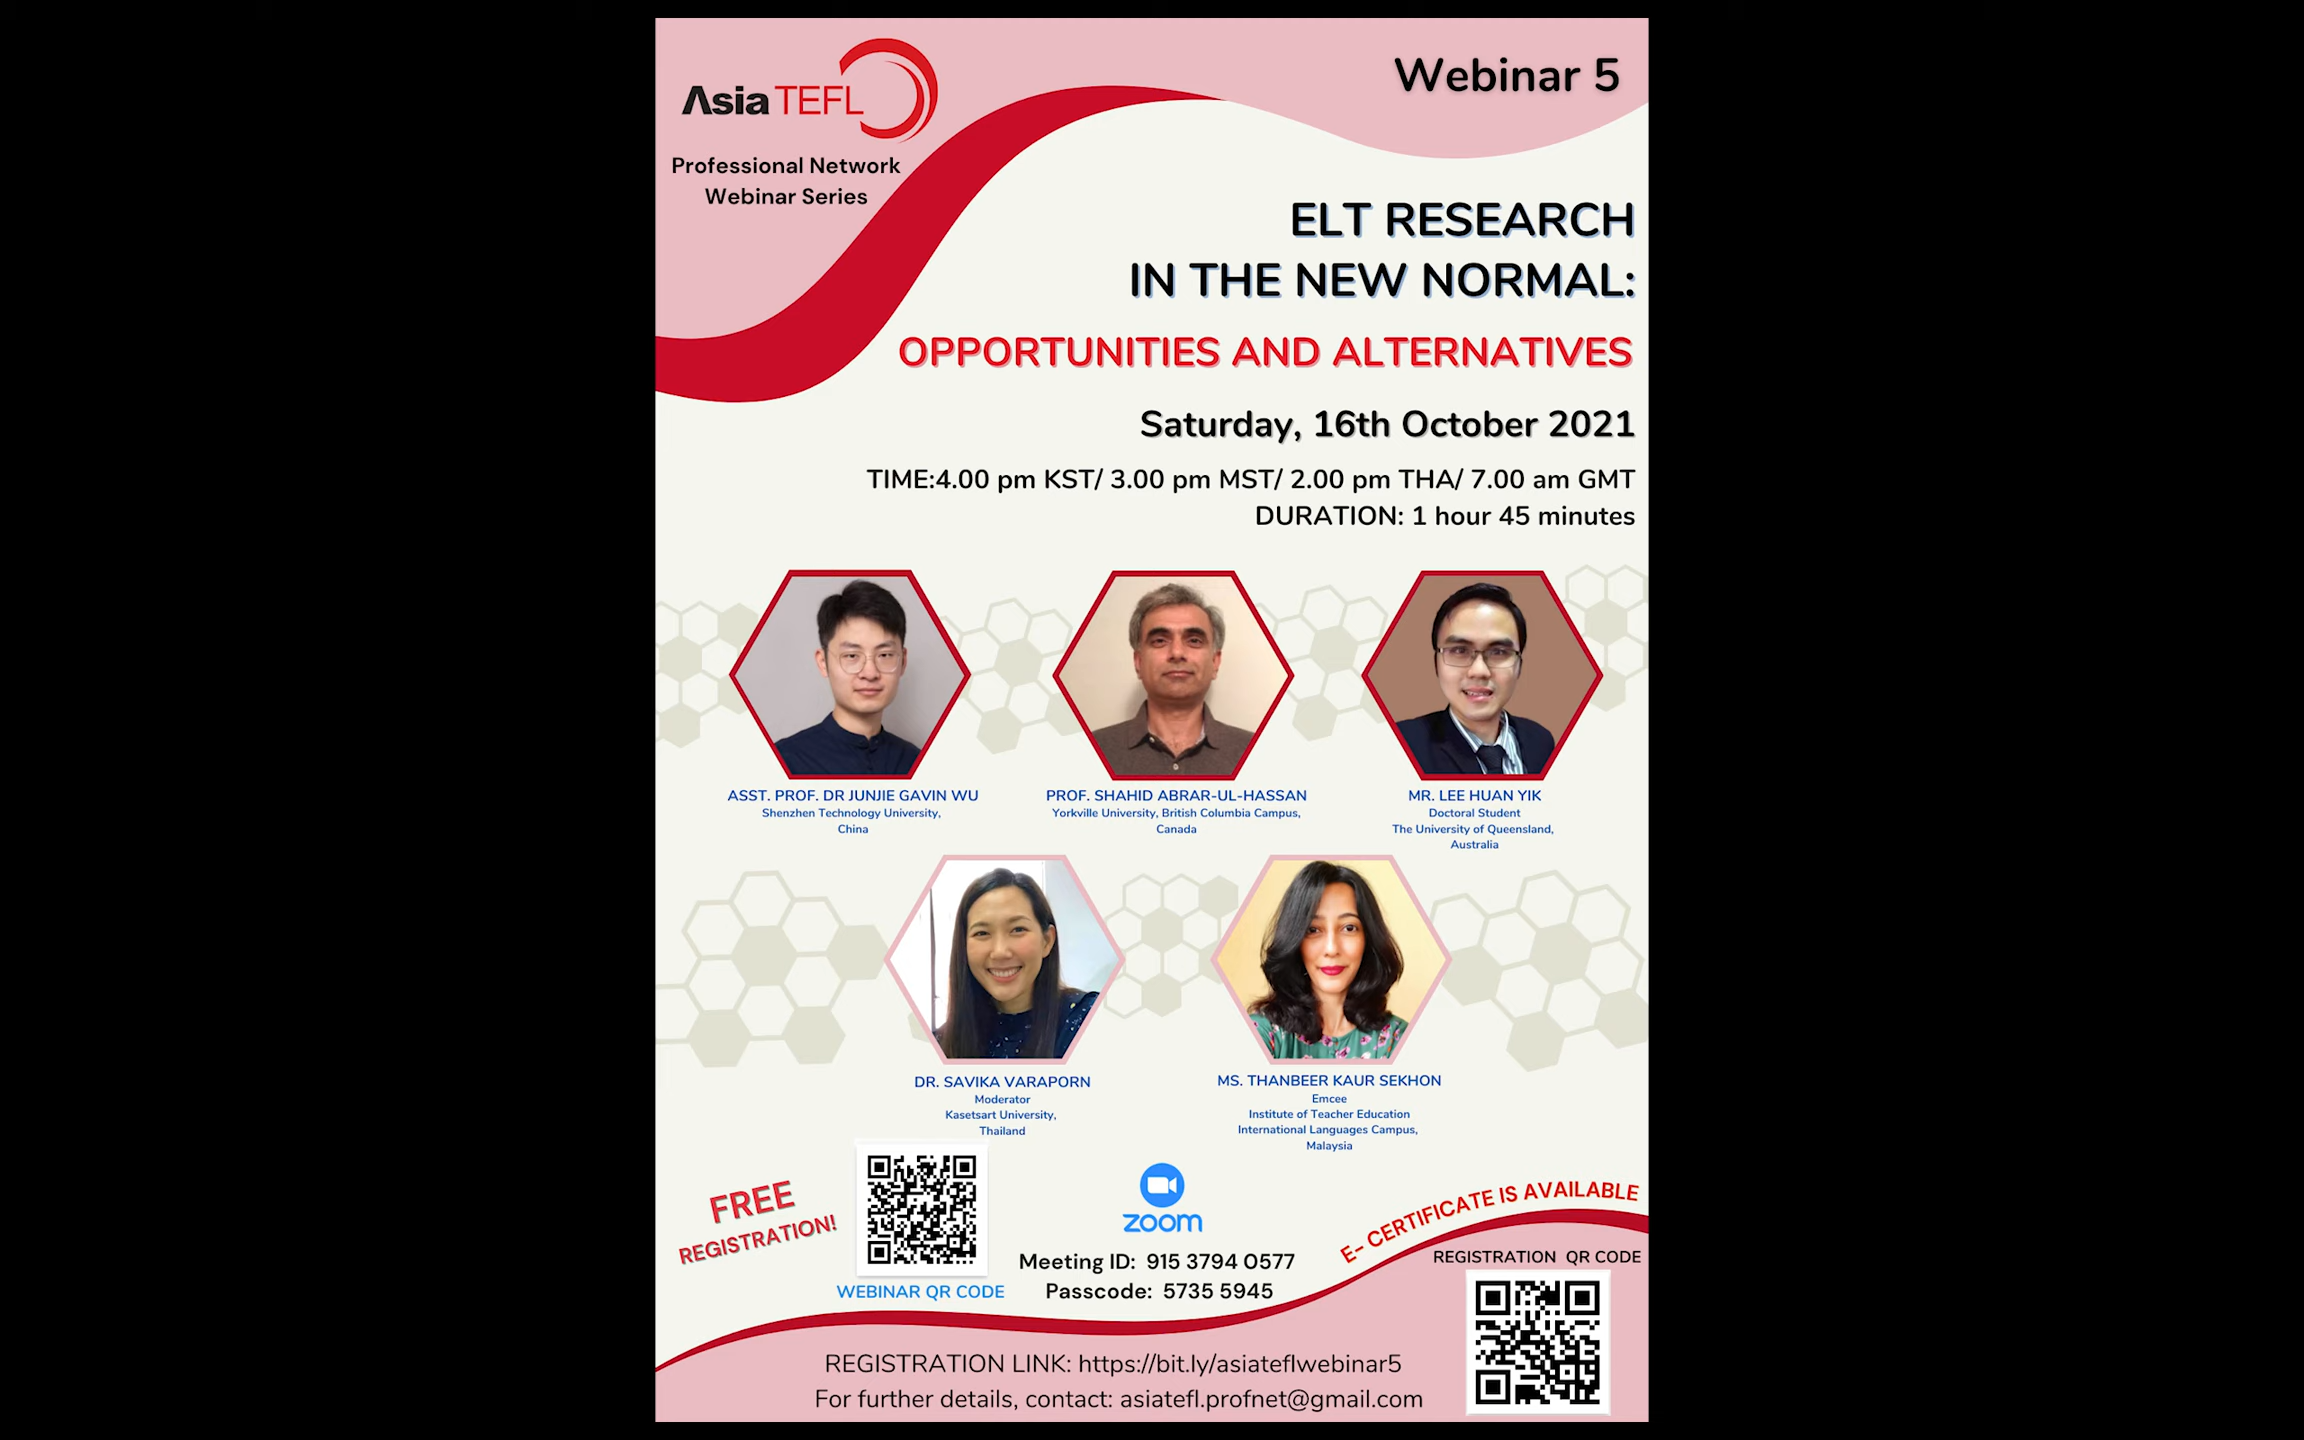 Asia TEFL
Professional Network
Webinar Series
Webinar 5
ELT RESEARCH
IN THE NEW NORMAL:
OPPORTUNITIES AND ALTERNATIVES
Saturday, 16th October 2021
TIME:4.00 pm KST/ 3.00 pm MST/ 2.00 pm THA/ 7.00 am GMT
DURATION: 1 hour 45 minutes
ASST. PROF. DR JUNJIE GAVIN WU
Shenzhen Technology University,
China
PROF. SHAHID ABRAR-UL-HASSAN
Yorkville University, British Columbia Campus,
Canada
MR. LEE HUAN YIK
Doctoral Student
The University of Queensland,
Australia
DR. SAVIKA VARAPORN
Moderator
Kasetsart University,
Thailand
MS. THANBEER KAUR SEKHON
Emcee
Institute of Teacher Education
International Languages Campus,
Malaysia
FREE
REGISTRATION!
WEBINAR QR CODE
zoom
Meeting ID: 915 3794 0577
Passcode: 5735 5945
E- CERTIFICATE IS AVAILABLE
REGISTRATION QR CODE
REGISTRATION LINK: https://bit.ly/asiateflwebinar5
For further details, contact: asiatefl.profnet@gmail.com